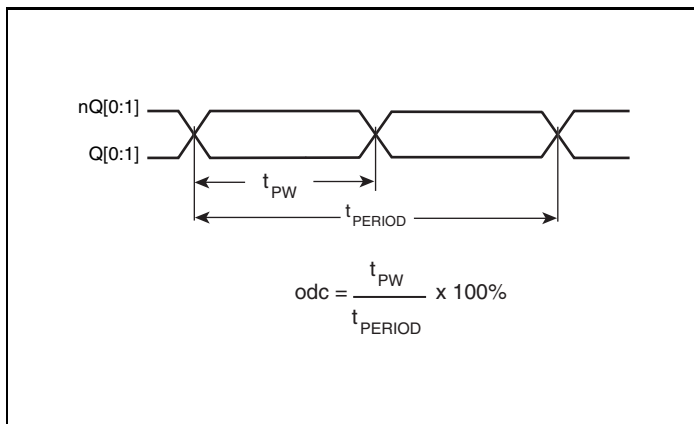 nQ[0:1]
Q[0:1]
tPW
tPERIOD
odc = tPW / tPERIOD x 100%